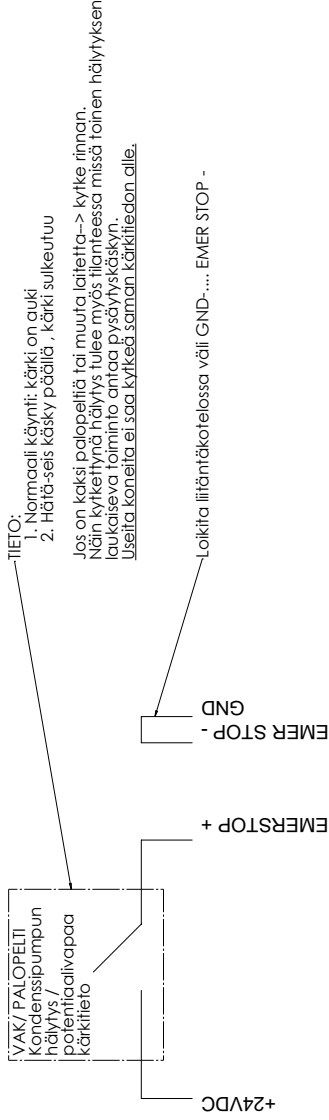 TIETO:
1. Normaali käynti: kärki on auki
2. Hätä-seis käsky päällä , kärki sulkeutuu
Jos on kaksi palopeltiä tai muuta laitetta--> kytke rinnan.
Näin kytkettynä hälytys tulee myös tilanteessa missä toinen hälytyksen
laukaiseva toiminto antaa pysäytyskäskyn.
Useita koneita ei saa kytkeä saman kärkitiedon alle.
Loikita liitäntäkotelossa väli GND-.... EMER STOP -
VAK/ PALOPELTI
Kondenssipumpun
hälytys /
potentiaalivapaa
kärkitieto
+24VDC
EMERSTOP +
EMER STOP -
GND